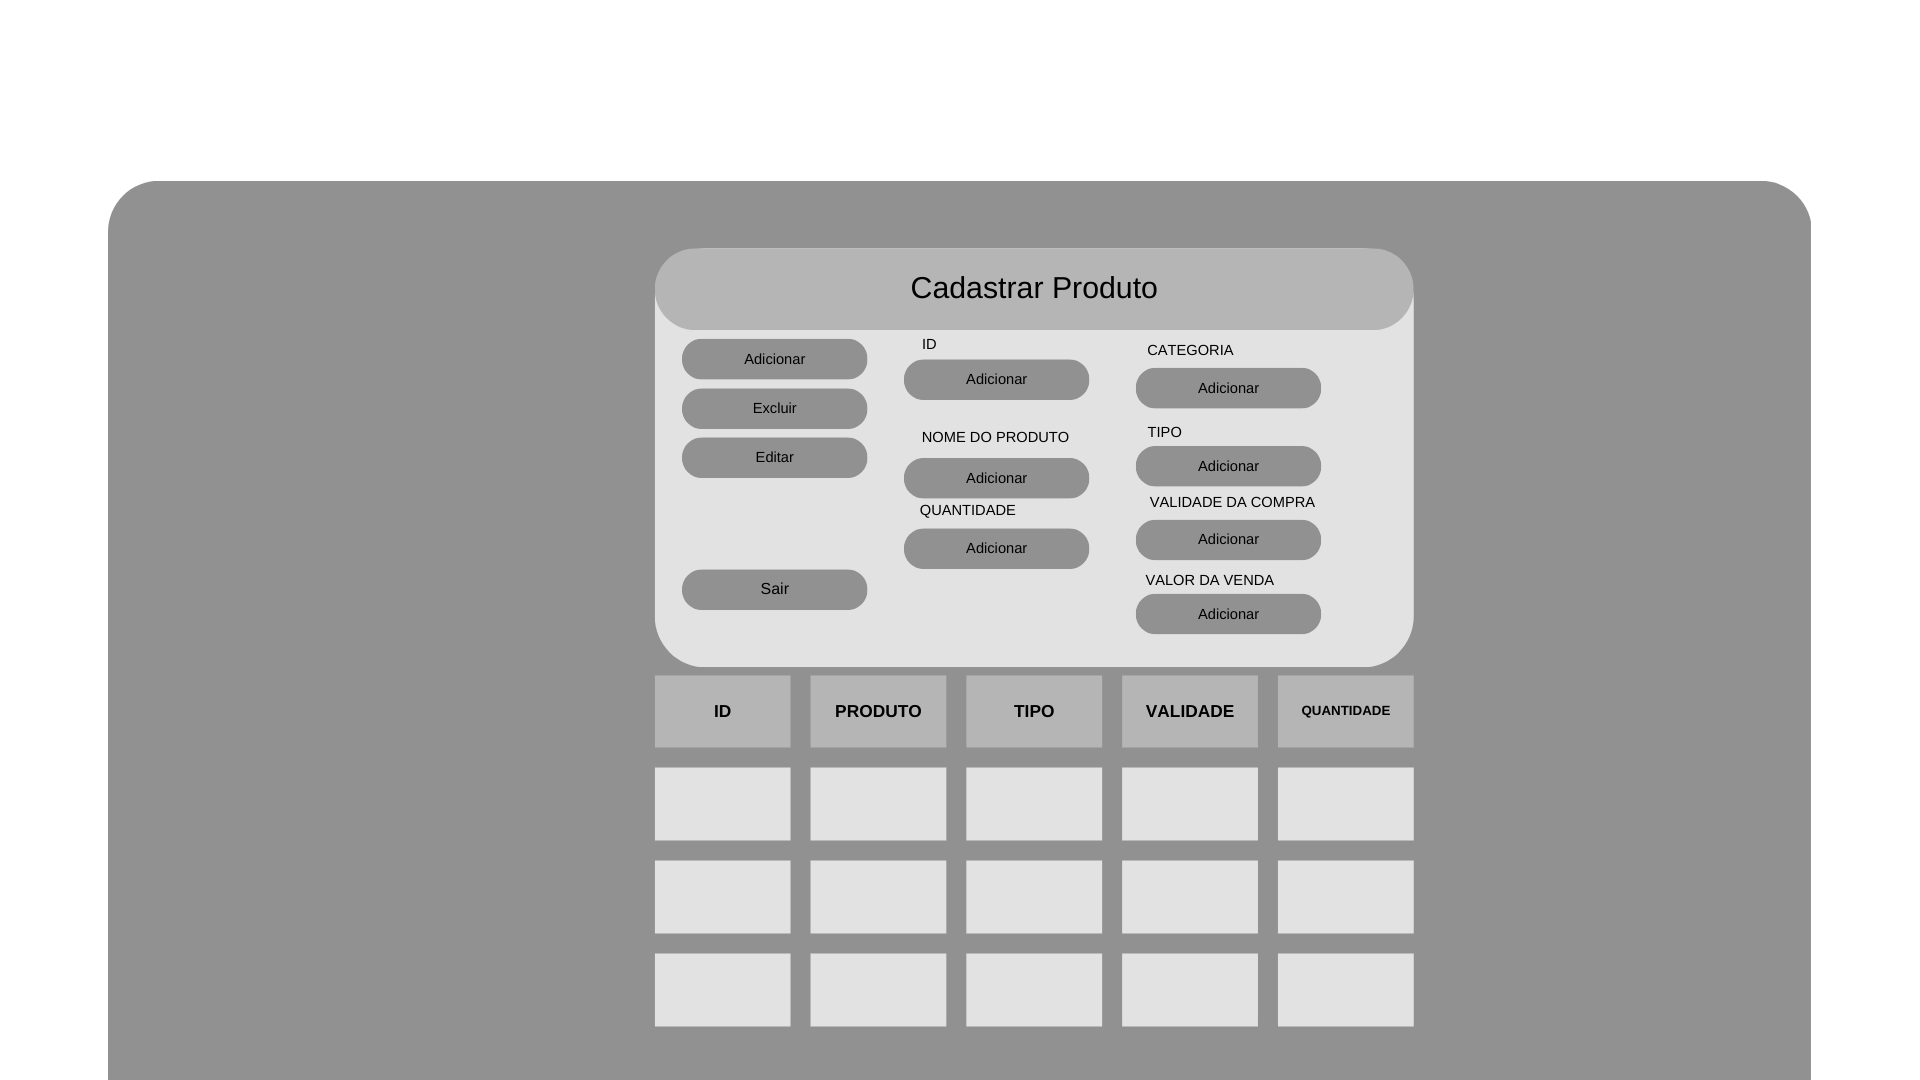 Cadastrar Produto
Adicionar
Excluir
Editar
Sair
ID
Adicionar
NOME DO PRODUTO
Adicionar
QUANTIDADE
Adicionar
CATEGORIA
Adicionar
TIPO
Adicionar
VALIDADE DA COMPRA
Adicionar
VALOR DA VENDA
Adicionar
ID PRODUTO TIPO VALIDADE QUANTIDADE